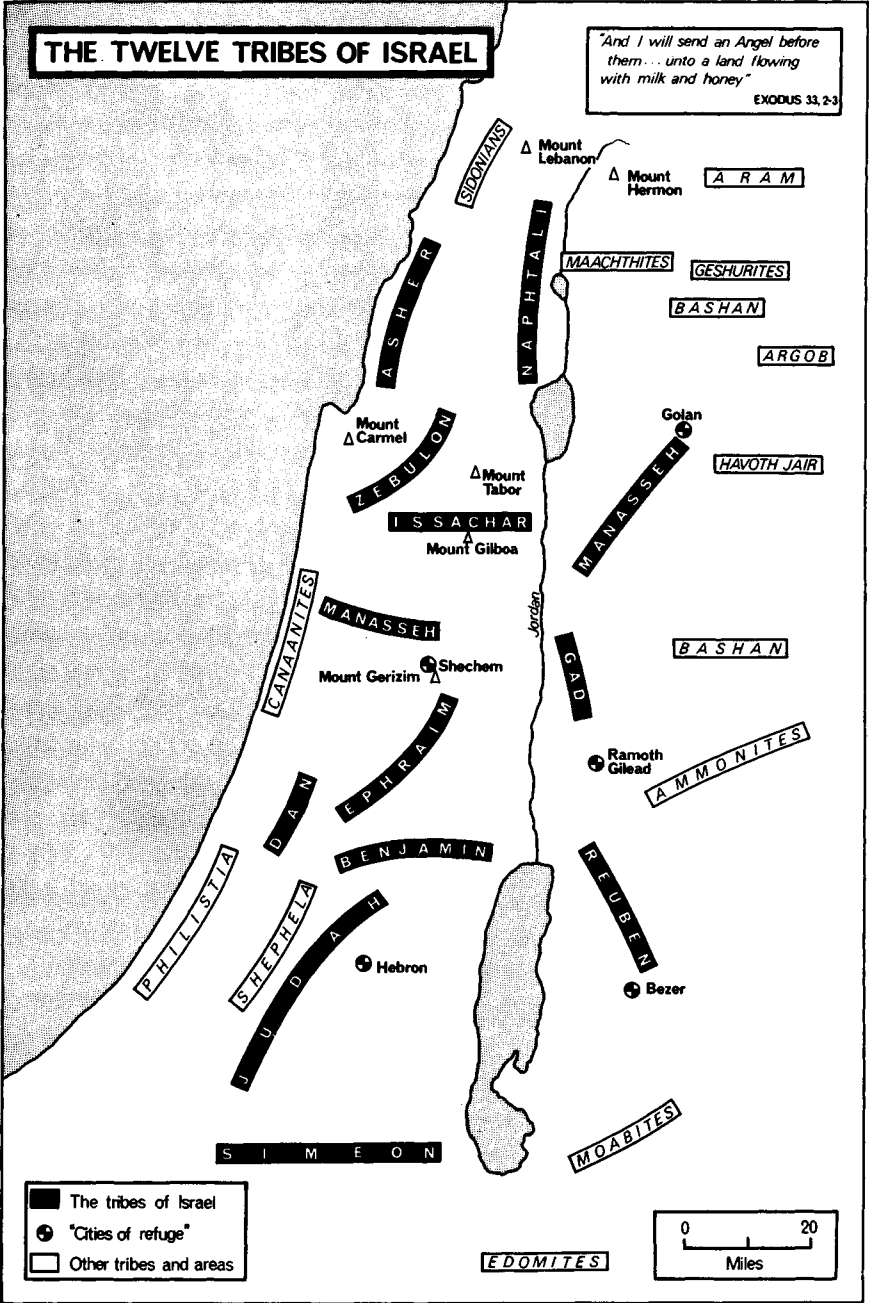 THE TWELVE TRIBES OF ISRAEL
"And I will send an Angel before
them... unto a land flowing
with milk and honey"
EXODUS 33, 2-3
SIDONIANS
Mount
Lebanon
Mount
Hermon
ARAM
ASHER
NAPHTALI
MAACHTHITES
GESHURITES
BASHAN
ARGOB
Mount
Carmel
ZEBULON
Golan
MANASSEH
HAVOTH JAIR
Mount
Tabor
ISSACHAR
Mount Gilboa
CANAANITES
MANASSEH
Jordan
Shechem
Mount Gerizim
GAD
BASHAN
EPHRAIM
Ramoth
Gilead
AMMONITES
DAN
BENJAMIN
REUBEN
PHILISTIA
SHEPHELA
JUDAH
Hebron
Bezer
MOABITES
SIMEON
EDOMITES
The tribes of Israel
"Cities of refuge"
Other tribes and areas
0 20
Miles